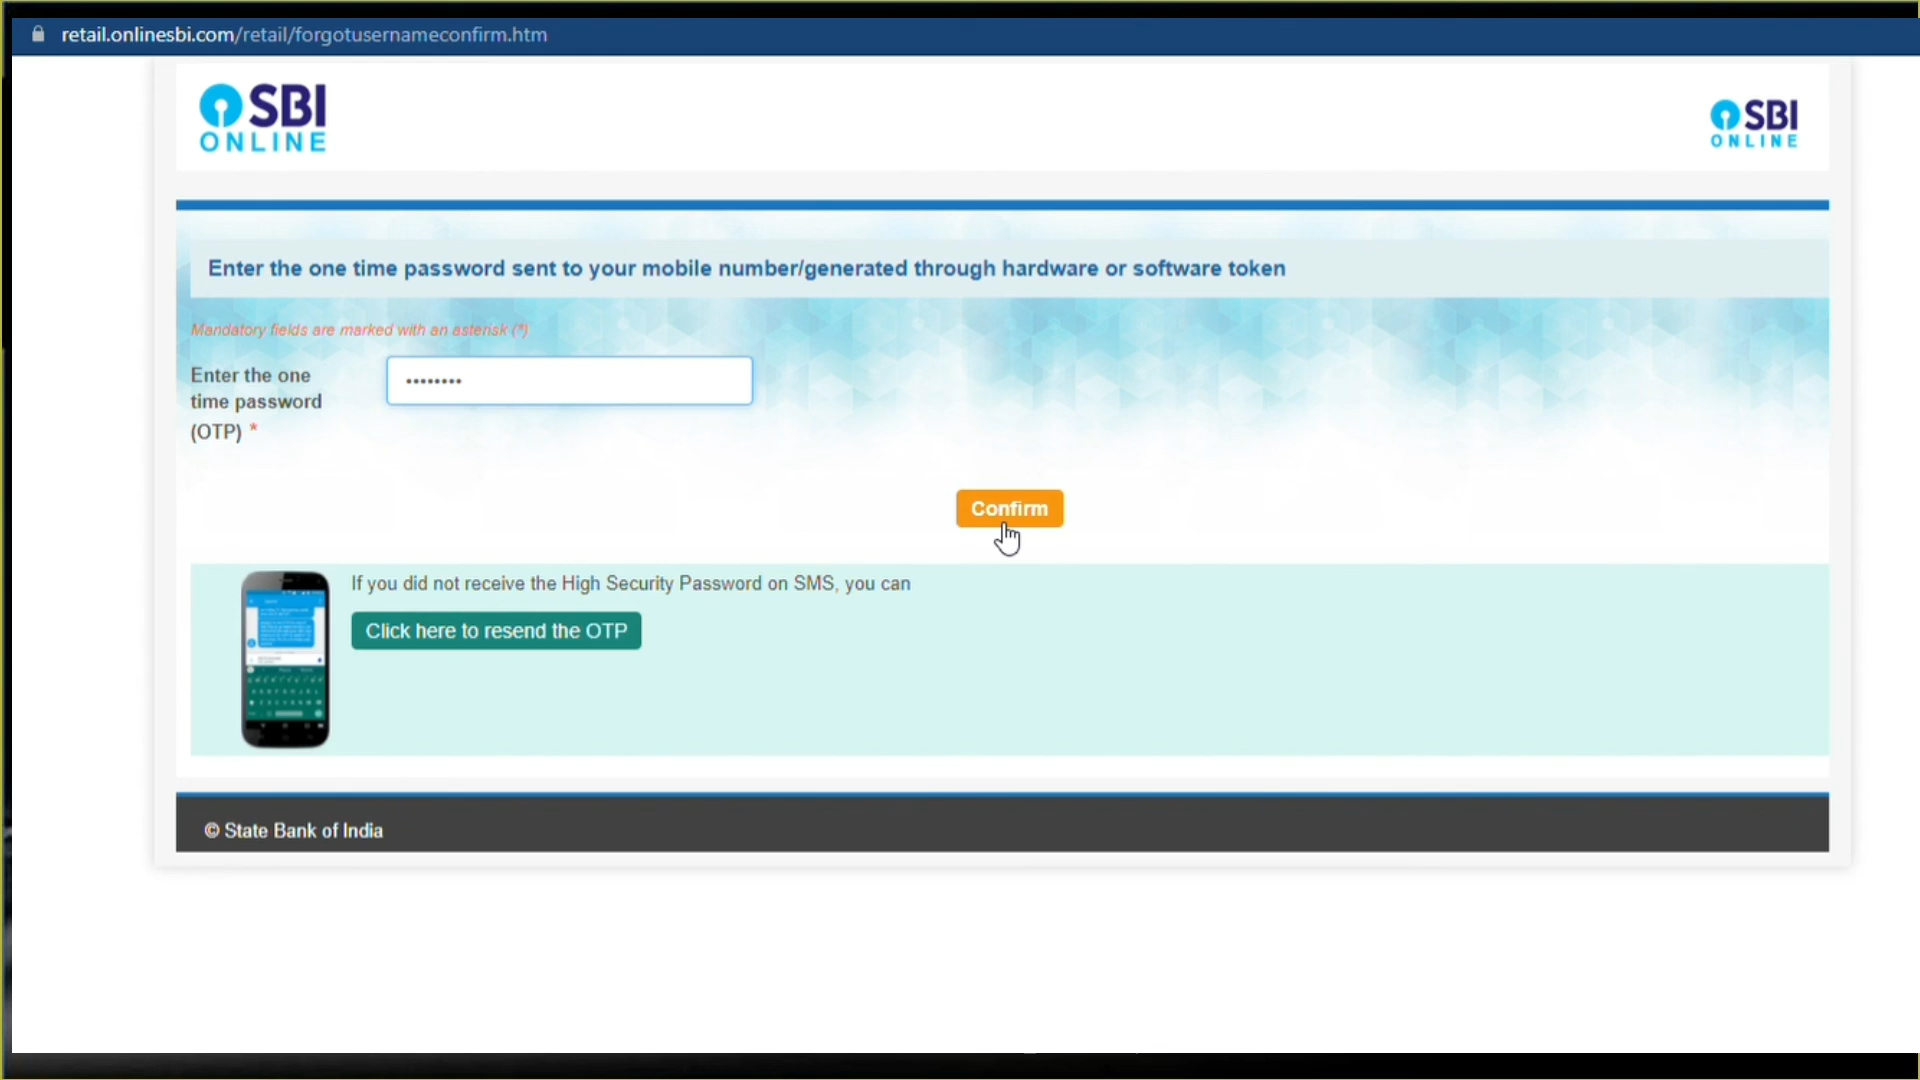 retail.onlinesbi.com/retail/forgotusernameconfirm.htm
SBI
ONLINE
SBI
ONLINE
Enter the one time password sent to your mobile number/generated through hardware or software token
Mandatory fields are marked with an asterisk (*)
Enter the one
time password
(OTP) *
••••••••
Confirm
If you did not receive the High Security Password on SMS, you can
Click here to resend the OTP
© State Bank of India